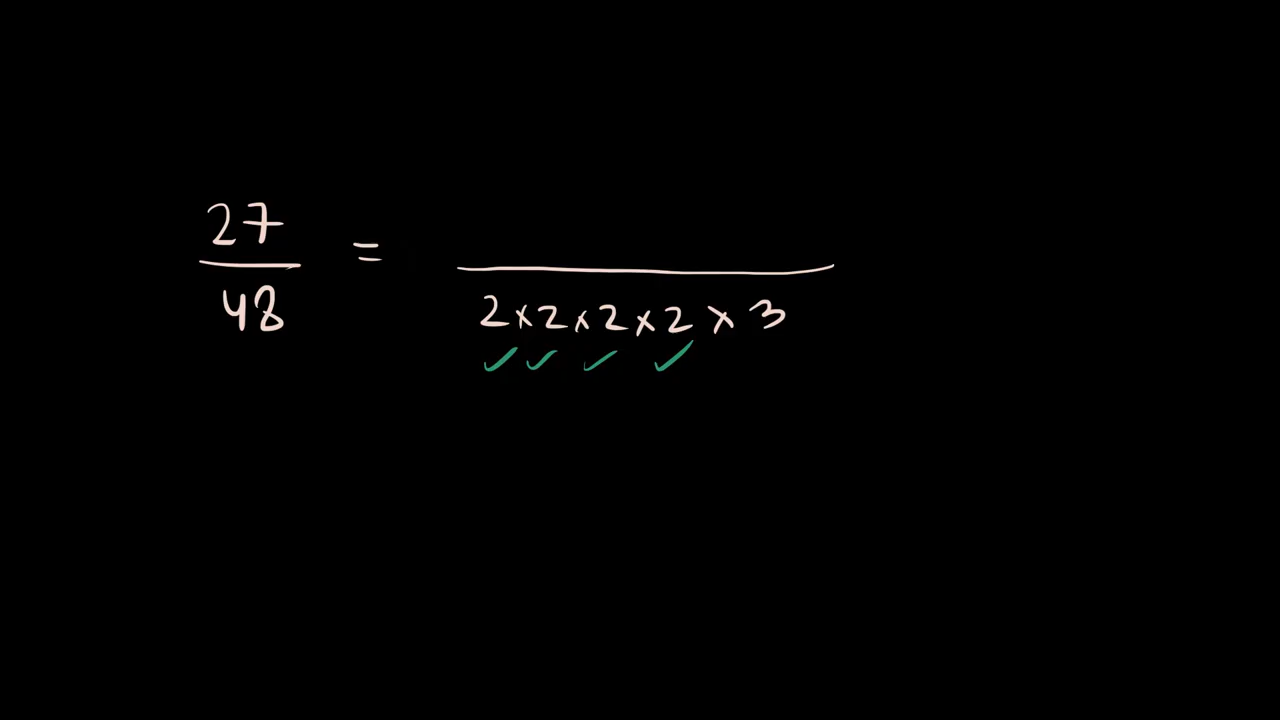 27
=
48
2×2×2×2×3
✓ ✓ ✓ ✓